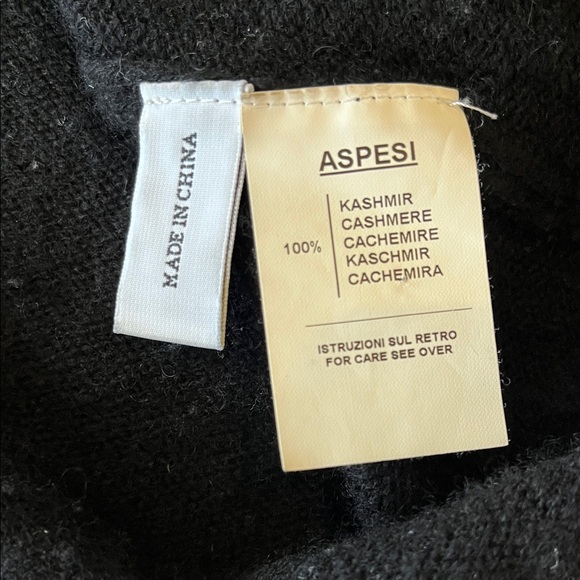 MADE IN CHINA
ASPESI
100%
KASHMIR
CASHMERE
CACHEMIRE
KASCHMIR
CACHEMIRA
ISTRUZIONI SUL RETRO
FOR CARE SEE OVER